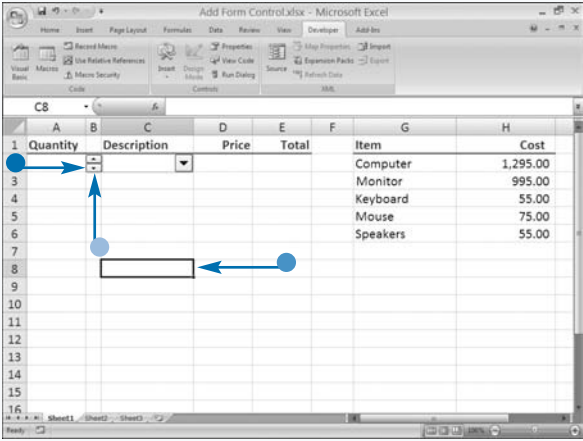 Add Form Control.xlsx - Microsoft Excel
Home Insert Page Layout Formulas Data Review View Developer Add-Ins
Visual Basic
Macros
Record Macro
Use Relative References
Macro Security
Insert
Design Mode
Properties
View Code
Run Dialog
Source
Map Properties
Expansion Packs
Refresh Data
Import
Export
Code Controls XML
C8 fx
A B C D E F G H
1 Quantity Description Price Total Item Cost
Computer 1,295.00
3 Monitor 995.00
4 Keyboard 55.00
5 Mouse 75.00
6 Speakers 55.00
7
8
9
10
11
12
13
14
15
16
Sheet1 Sheet2 Sheet3
Ready 100%